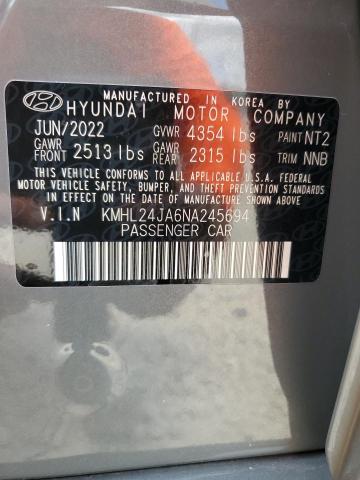 MANUFACTURED IN KOREA BY
HYUNDAI MOTOR COMPANY
JUN/2022 GVWR 4354 lbs PAINT NT2
GAWR FRONT 2513 lbs GAWR REAR 2315 lbs TRIM NNB
THIS VEHICLE CONFORMS TO ALL APPLICABLE U.S.A FEDERAL
MOTOR VEHICLE SAFETY, BUMPER, AND THEFT PREVENTION STANDARDS
IN EFFECT ON THE DATE OF MANUFACTURE SHOWN ABOVE.
V.I.N KMHL24JA6NA245694
PASSENGER CAR